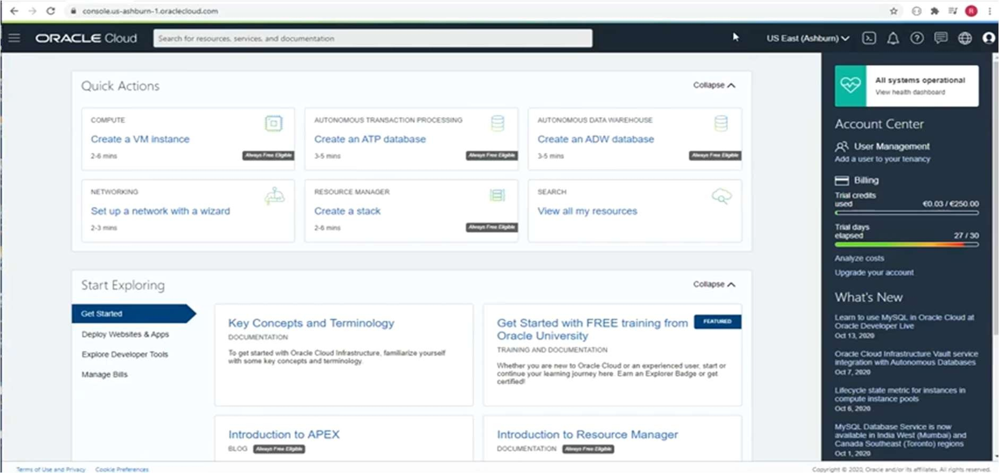 console.us-ashburn-1.oraclecloud.com
R
ORACLE Cloud
Search for resources, services, and documentation
US East (Ashburn)
Quick Actions
Collapse
COMPUTE
Create a VM instance
2-6 mins
Always Free Eligible
AUTONOMOUS TRANSACTION PROCESSING
Create an ATP database
3-5 mins
Always Free Eligible
AUTONOMOUS DATA WAREHOUSE
Create an ADW database
3-5 mins
Always Free Eligible
NETWORKING
Set up a network with a wizard
2-3 mins
RESOURCE MANAGER
Create a stack
2-6 mins
Always Free Eligible
SEARCH
View all my resources
Start Exploring
Collapse
Get Started
Deploy Websites & Apps
Explore Developer Tools
Manage Bills
Key Concepts and Terminology
DOCUMENTATION
To get started with Oracle Cloud Infrastructure, familiarize yourself
with some key concepts and terminology.
Get Started with FREE training from
Oracle University
FEATURED
TRAINING AND DOCUMENTATION
Whether you are new to Oracle Cloud or an experienced user, start or
continue your learning journey here. Earn an Explorer Badge or get
certified!
Introduction to APEX
BLOG Always Free Eligible
Introduction to Resource Manager
DOCUMENTATION Always Free Eligible
All systems operational
View health dashboard
Account Center
User Management
Add a user to your tenancy
Billing
Trial credits
used €0.03 / €250.00
Trial days
elapsed 27 / 30
Analyze costs
Upgrade your account
What's New
Learn to use MySQL in Oracle Cloud at
Oracle Developer Live
Oct 13, 2020
Oracle Cloud Infrastructure Vault service
integration with Autonomous Databases
Oct 7, 2020
Lifecycle state metric for instances in
compute instance pools
Oct 6, 2020
MySQL Database Service is now
available in India West (Mumbai) and
Canada Southeast (Toronto) regions
Oct 1, 2020
Terms of Use and Privacy Cookie Preferences
Copyright © 2020, Oracle and/or its affiliates. All rights reserved.